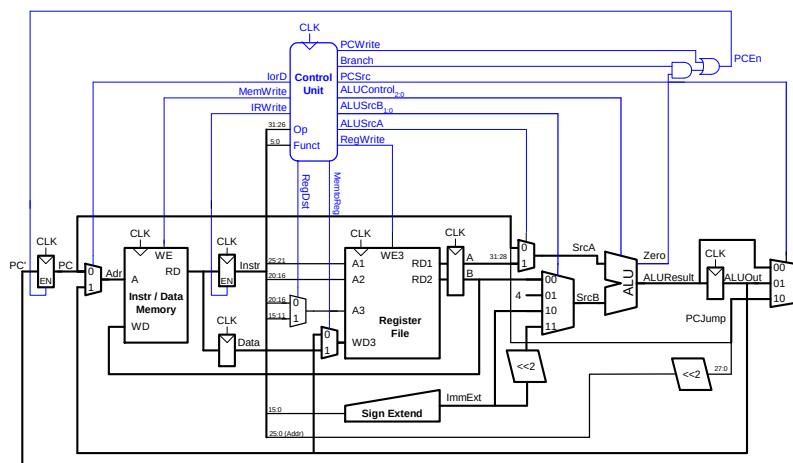 CLK
PCWrite
Branch
PCEn
IorD
Control
Unit
PCSrc
MemWrite
ALUControl2:0
IRWrite
ALUSrcB1:0
31:26
Op
ALUSrcA
5:0
Funct
RegWrite
RegDst
MemtoReg
CLK
CLK
CLK
CLK
CLK
WE
WE3
SrcA
Zero
CLK
PC'
PC
EN
0
1
Adr
A
RD
Instr / Data
Memory
WD
EN
Instr
25:21
A1
RD1
A
31:28
0
1
20:16
A2
RD2
B
00
4
01
10
11
SrcB
ALU
ALUResult
ALUOut
00
01
10
20:16
0
15:11
1
A3
Register
File
PCJump
CLK
Data
0
1
WD3
<<2
<<2
27:0
ImmExt
15:0
Sign Extend
25:0 (Addr)